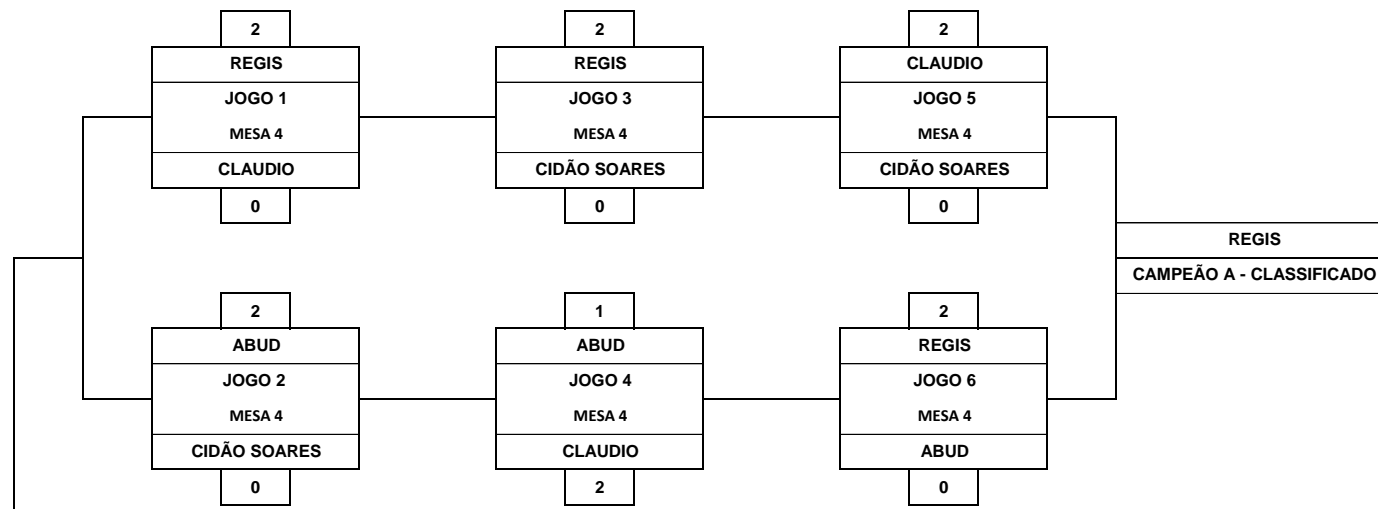 2
REGIS
JOGO 1
MESA 4
CLAUDIO
0
2
REGIS
JOGO 3
MESA 4
CIDÃO SOARES
0
2
CLAUDIO
JOGO 5
MESA 4
CIDÃO SOARES
0
REGIS
CAMPEÃO A - CLASSIFICADO
2
ABUD
JOGO 2
MESA 4
CIDÃO SOARES
0
1
ABUD
JOGO 4
MESA 4
CLAUDIO
2
2
REGIS
JOGO 6
MESA 4
ABUD
0